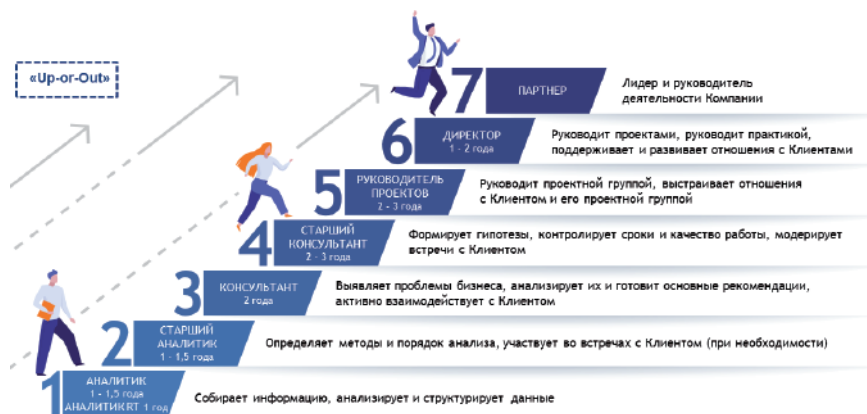 «Up-or-Out»
7
ПАРТНЕР
Лидер и руководитель
деятельности Компании
6
ДИРЕКТОР
1 - 2 года
Руководит проектами, руководит практикой,
поддерживает и развивает отношения с Клиентами
5
РУКОВОДИТЕЛЬ
ПРОЕКТОВ
2 - 3 года
Руководит проектной группой, выстраивает отношения
с Клиентом и его проектной группой
4
СТАРШИЙ
КОНСУЛЬТАНТ
2 - 3 года
Формирует гипотезы, контролирует сроки и качество работы, модерирует
встречи с Клиентом
3
КОНСУЛЬТАНТ
2 года
Выявляет проблемы бизнеса, анализирует их и готовит основные рекомендации,
активно взаимодействует с Клиентом
2
СТАРШИЙ
АНАЛИТИК
1 - 1,5 года
Определяет методы и порядок анализа, участвует во встречах с Клиентом (при необходимости)
1
АНАЛИТИК
1 - 1,5 года
АНАЛИТИК RT 1 год
Собирает информацию, анализирует и структурирует данные